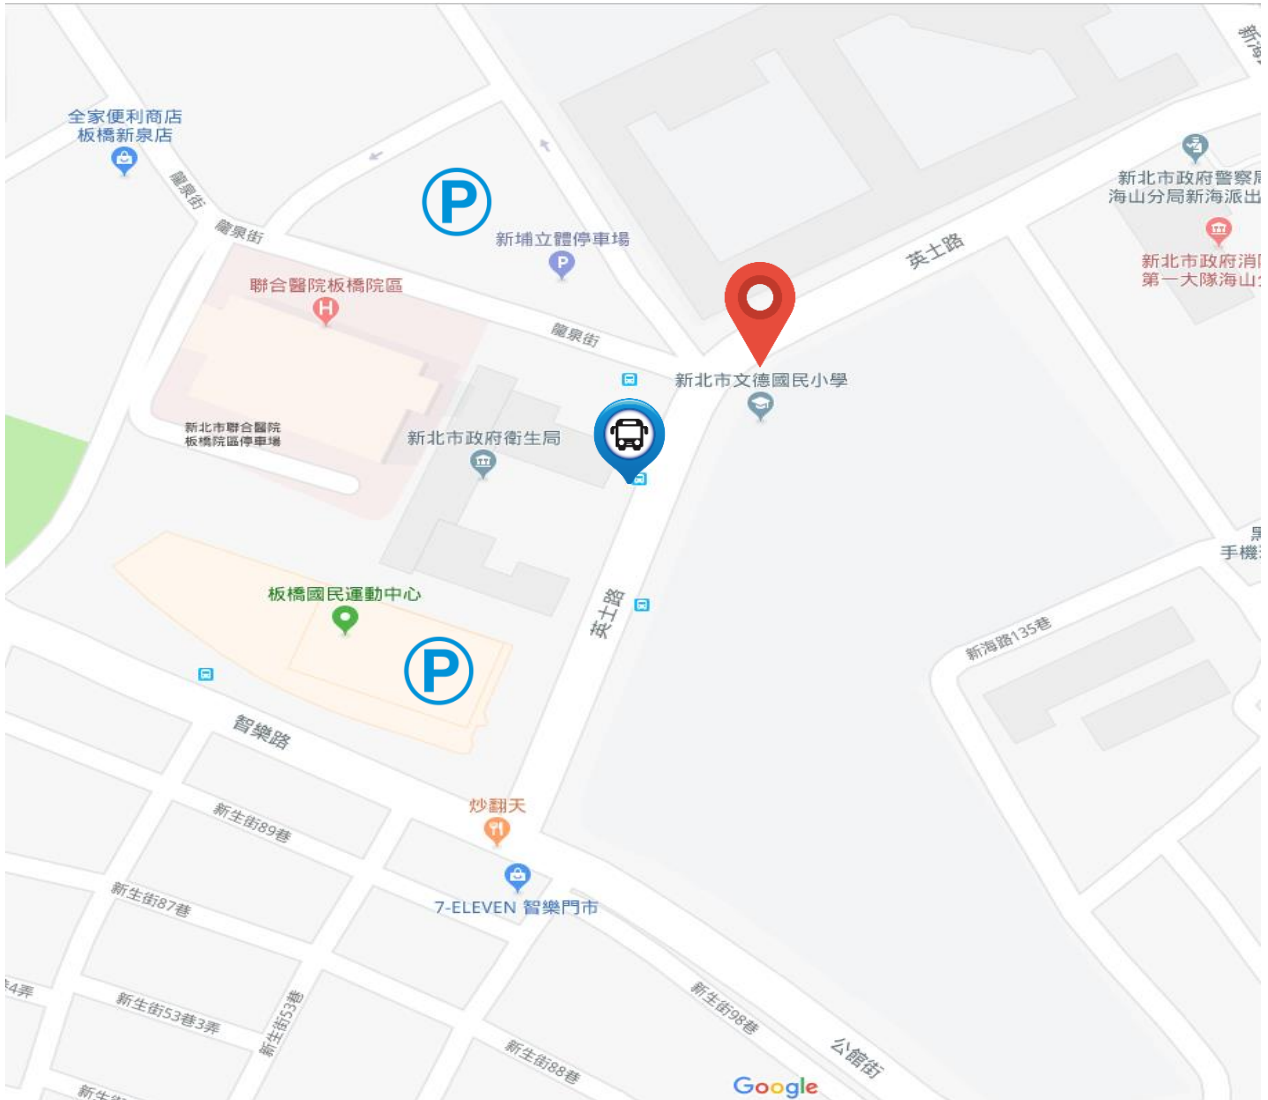 全家便利商店
板橋新泉店
龍泉街
龍泉街
P
新埔立體停車場
P
聯合醫院板橋院區
H
龍泉街
英士路
新北市政府警察局
海山分局新海派出
新北市政府消
第一大隊海山
新北市文德國民小學
新北市聯合醫院
板橋院區停車場
新北市政府衛生局
手機
板橋國民運動中心
英士路
新海路135巷
P
智樂路
炒翻天
新生街89巷
7-ELEVEN 智樂門市
新生街87巷
新生街53巷3弄
新生街53巷
新生街98巷
新生街88巷
公館街
Google